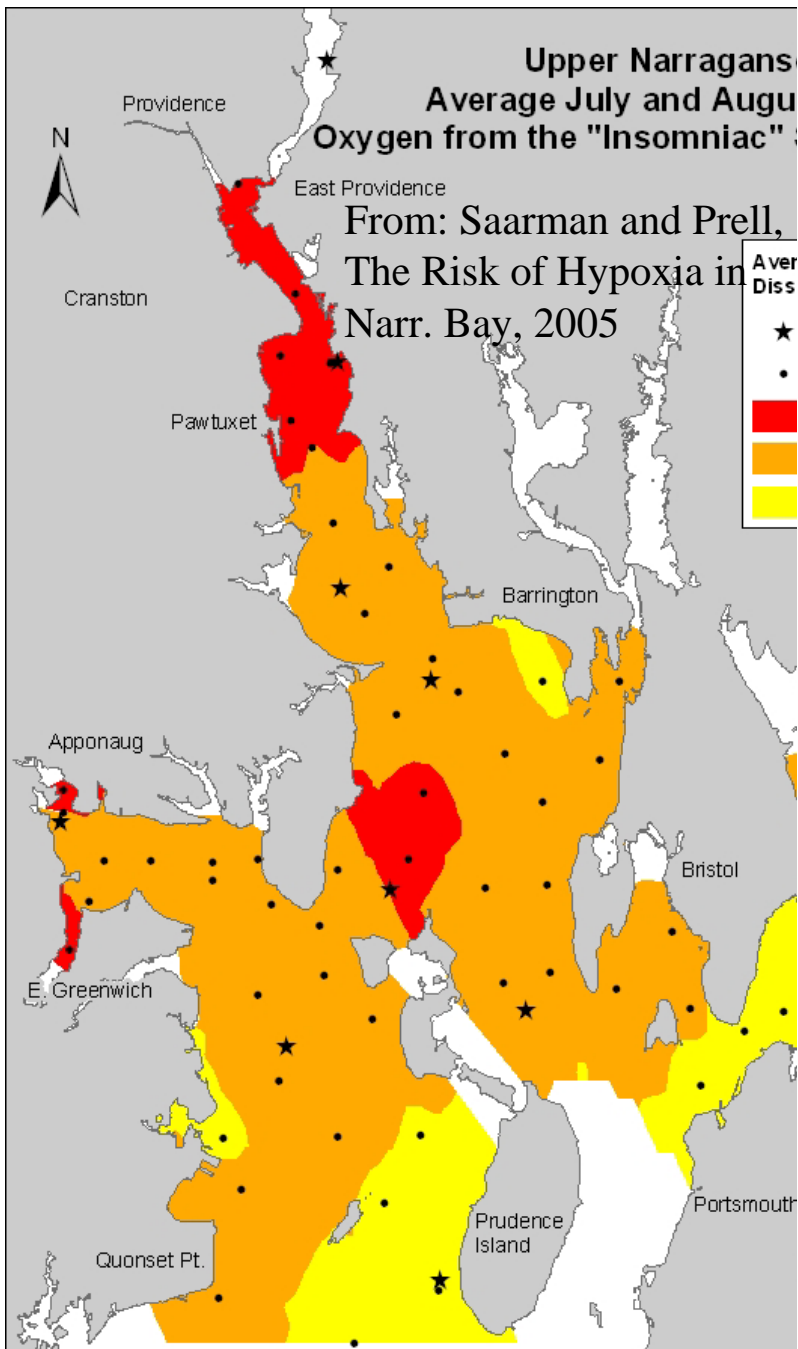 Upper Narraganse
Average July and Augu
Oxygen from the "Insomniac" S
Providence
N
East Providence
From: Saarman and Prell,
The Risk of Hypoxia in
Narr. Bay, 2005
Aver
Diss
Cranston
Pawtuxet
Barrington
Apponaug
Bristol
E. Greenwich
Portsmouth
Prudence
Island
Quonset Pt.